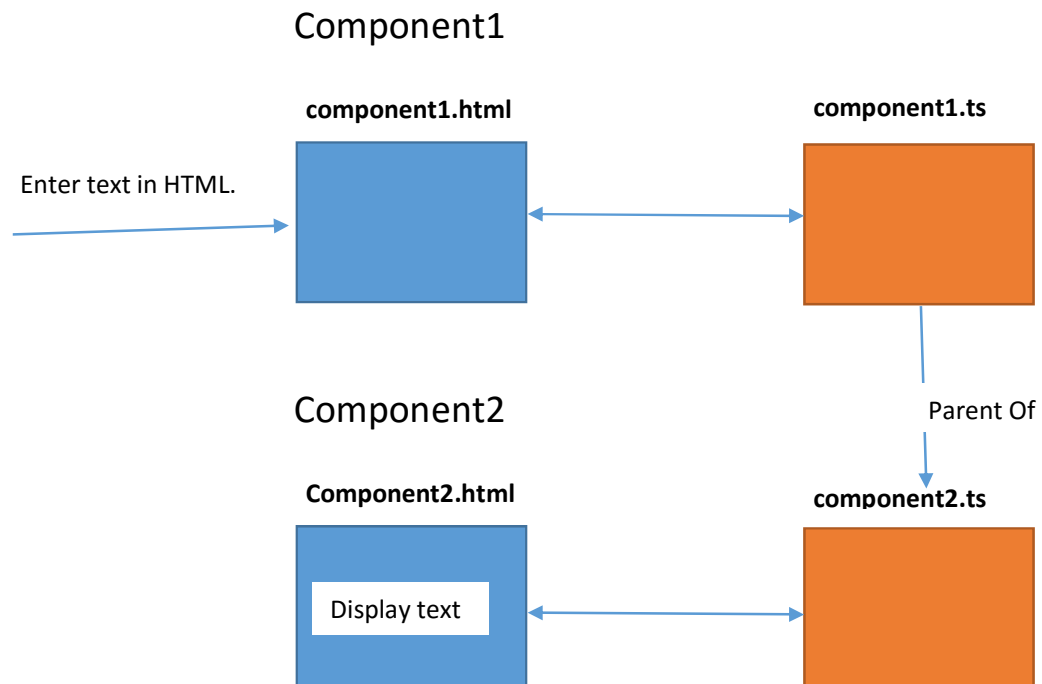 Component1
component1.html
component1.ts
Enter text in HTML.
Component2
Parent Of
Component2.html
component2.ts
Display text